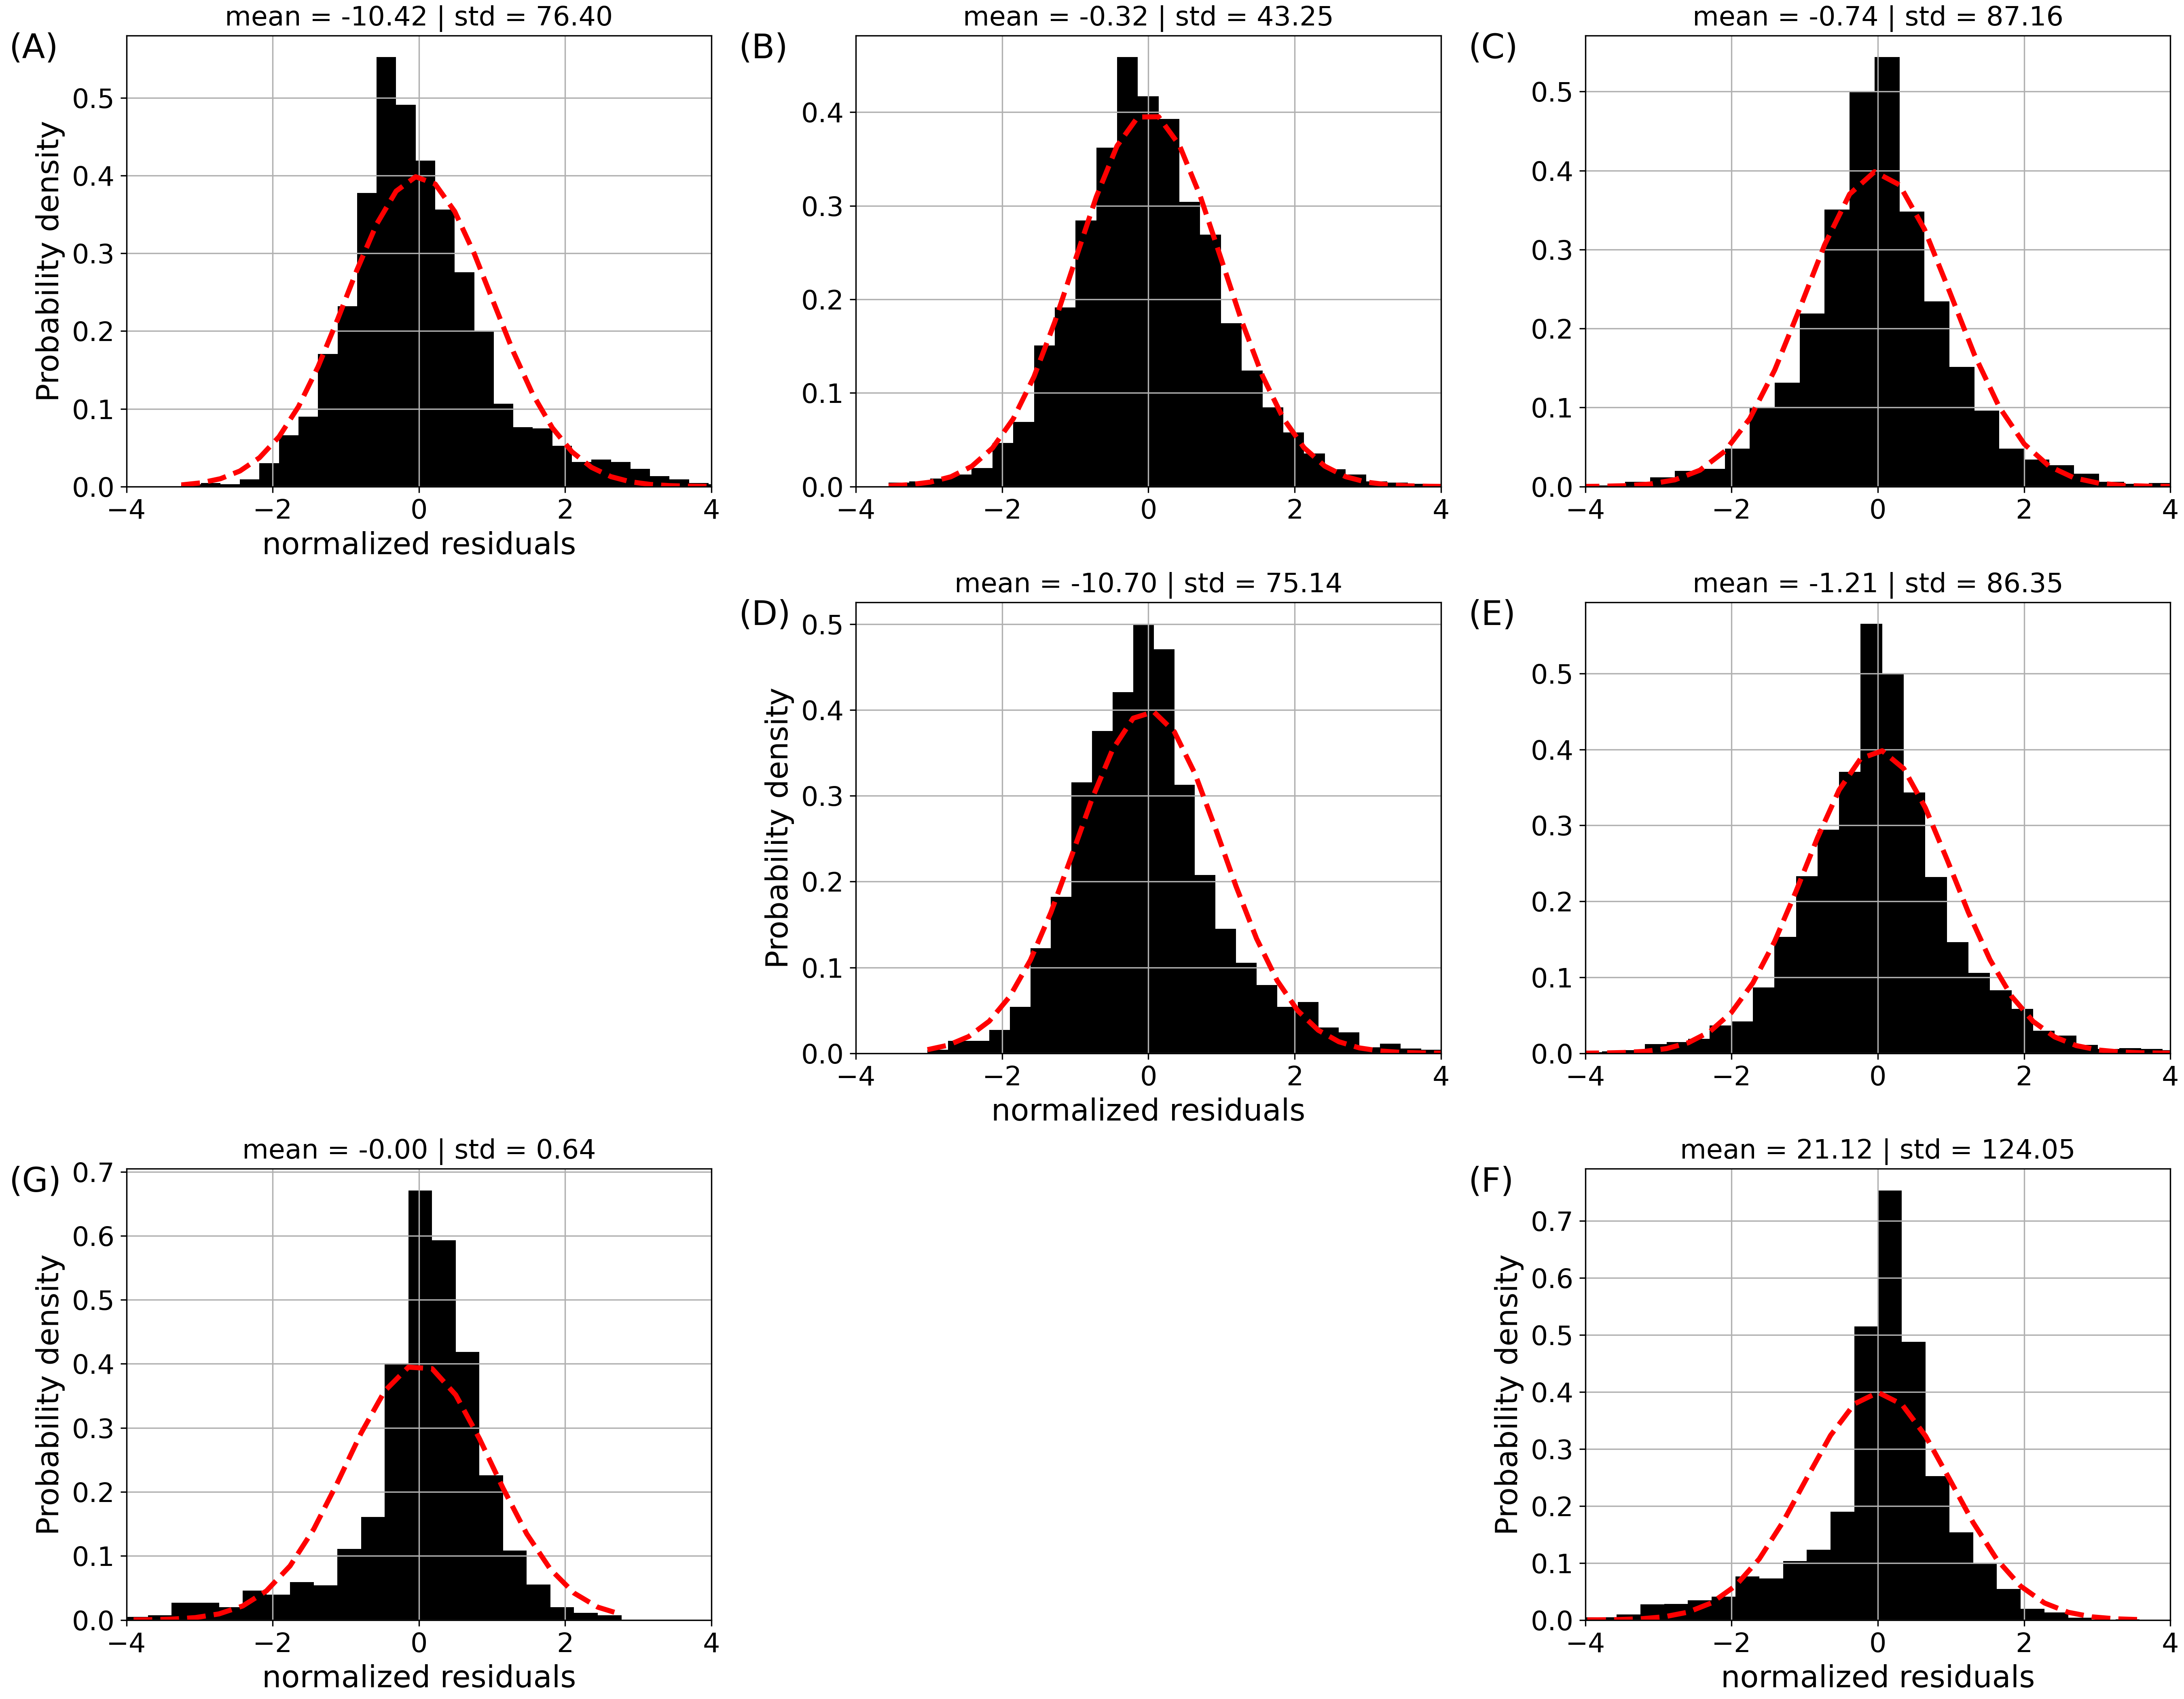 mean = -10.42 | std = 76.40
(A)
Probability density
0.5
0.4
0.3
0.2
0.1
0.0
−4 −2 0 2 4
normalized residuals
mean = -0.32 | std = 43.25
(B)
0.4
0.3
0.2
0.1
0.0
−4 −2 0 2 4
mean = -0.74 | std = 87.16
(C)
0.5
0.4
0.3
0.2
0.1
0.0
−4 −2 0 2 4
mean = -10.70 | std = 75.14
(D)
Probability density
0.5
0.4
0.3
0.2
0.1
0.0
−4 −2 0 2 4
normalized residuals
mean = -1.21 | std = 86.35
(E)
0.5
0.4
0.3
0.2
0.1
0.0
−4 −2 0 2 4
mean = -0.00 | std = 0.64
(G)
Probability density
0.7
0.6
0.5
0.4
0.3
0.2
0.1
0.0
−4 −2 0 2 4
normalized residuals
mean = 21.12 | std = 124.05
(F)
Probability density
0.7
0.6
0.5
0.4
0.3
0.2
0.1
0.0
−4 −2 0 2 4
normalized residuals